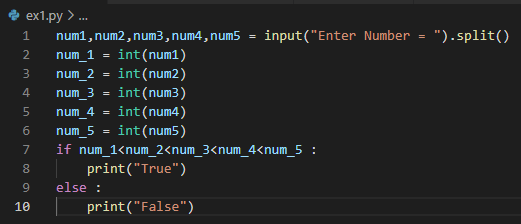 ex1.py > ...
1 num1,num2,num3,num4,num5 = input("Enter Number = ").split()
2 num_1 = int(num1)
3 num_2 = int(num2)
4 num_3 = int(num3)
5 num_4 = int(num4)
6 num_5 = int(num5)
7 if num_1<num_2<num_3<num_4<num_5 :
8     print("True")
9 else :
10     print("False")